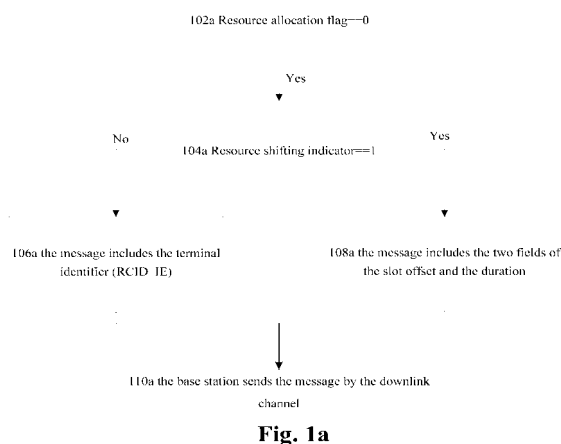 102a Resource allocation flag==0
Yes
No
Yes
104a Resource shifting indicator==1
106a the message includes the terminal
identifier (RCID_IE)
108a the message includes the two fields of
the slot offset and the duration
110a the base station sends the message by the downlink
channel
Fig. 1a